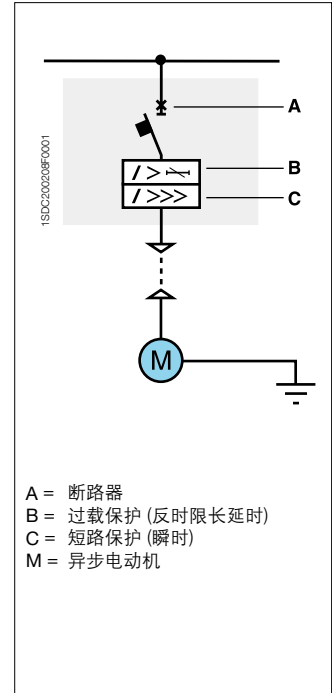 A
1SDC200208F0001
I > 
B
I >>>
C
M
A = 断路器
B = 过载保护 (反时限长延时)
C = 短路保护 (瞬时)
M = 异步电动机